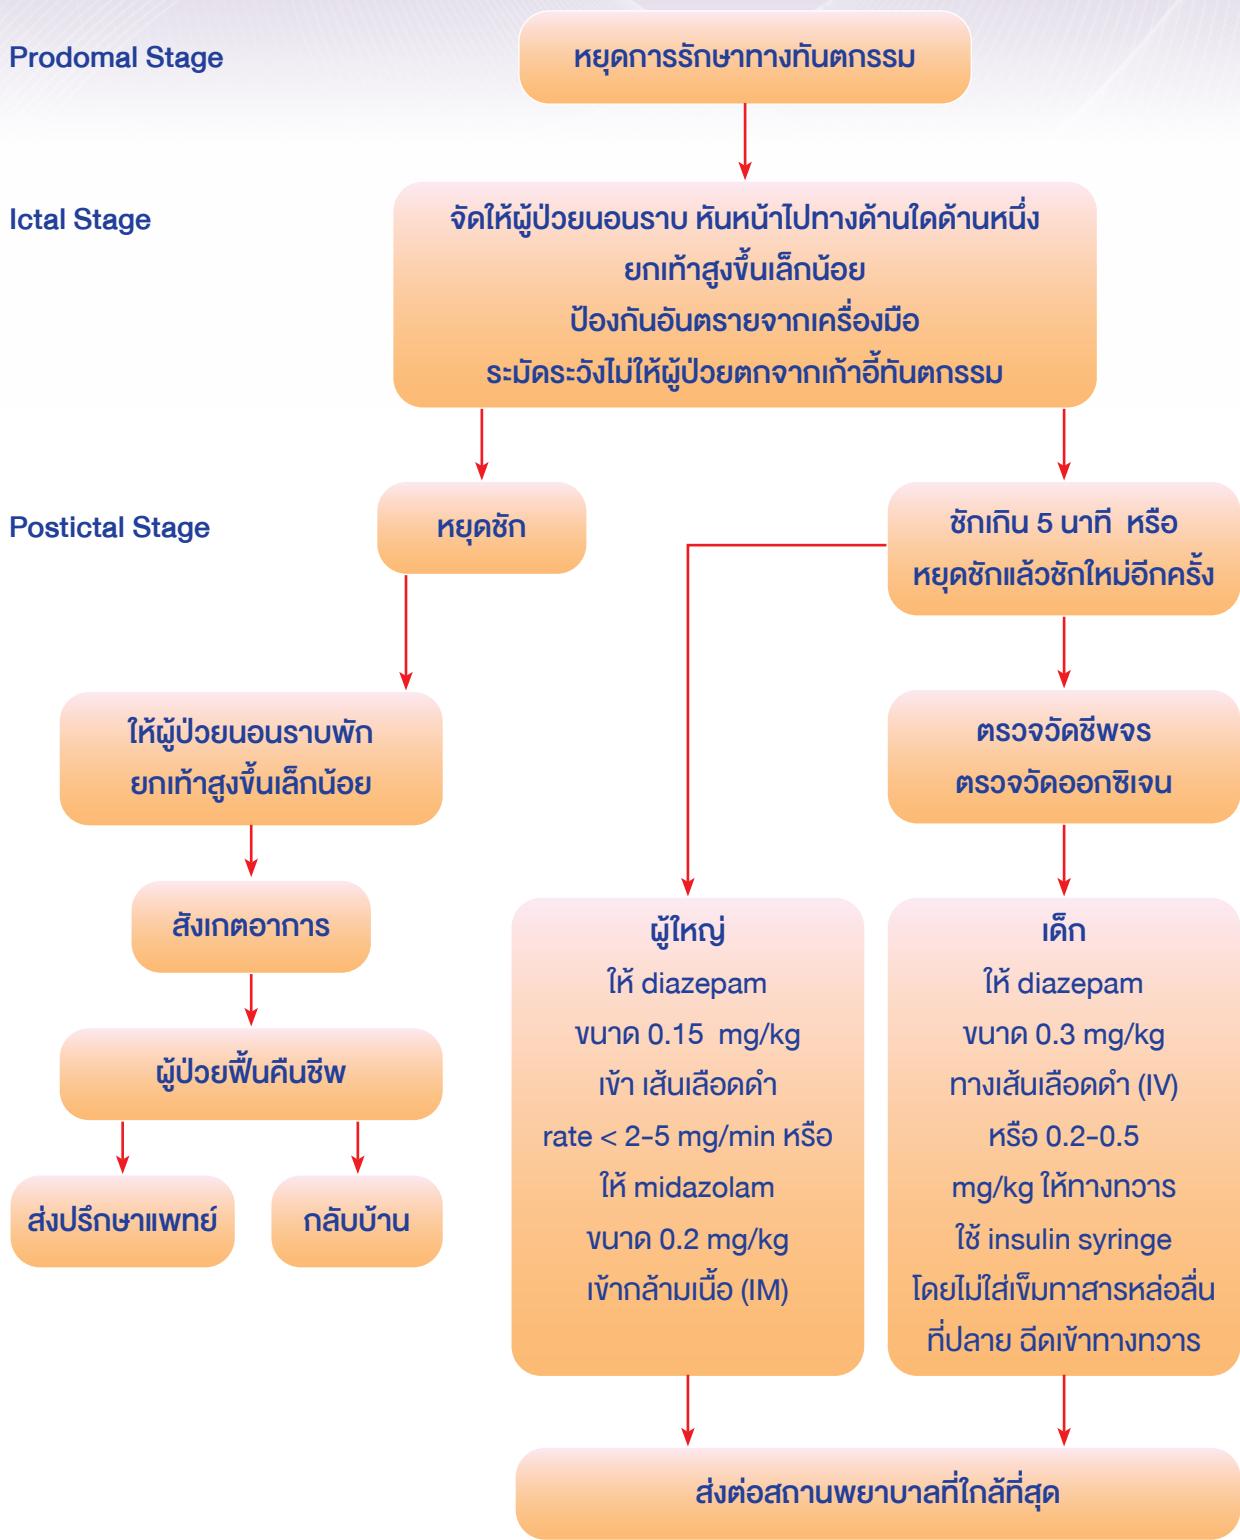 Prodomal Stage
หยุดการรักษาทางทันตกรรม
Ictal Stage
จัดให้ผู้ป่วยนอนราบ หันหน้าไปทางด้านใดด้านหนึ่ง
ยกเท้าสูงขึ้นเล็กน้อย
ป้องกันอันตรายจากเครื่องมือ
ระมัดระวังไม่ให้ผู้ป่วยตกจากเก้าอี้ทันตกรรม
Postictal Stage
หยุดชัก
ชักเกิน 5 นาที หรือ
หยุดชักแล้วชักใหม่อีกครั้ง
ให้ผู้ป่วยนอนราบพัก
ยกเท้าสูงขึ้นเล็กน้อย
ตรวจวัดชีพจร
ตรวจวัดออกซิเจน
สังเกตอาการ
ผู้ป่วยฟื้นคืนชีพ
ส่งปรึกษาแพทย์
กลับบ้าน
ผู้ใหญ่
ให้ diazepam
ขนาด 0.15 mg/kg
เข้า เส้นเลือดดำ
rate < 2-5 mg/min หรือ
ให้ midazolam
ขนาด 0.2 mg/kg
เข้ากล้ามเนื้อ (IM)
เด็ก
ให้ diazepam
ขนาด 0.3 mg/kg
ทางเส้นเลือดดำ (IV)
หรือ 0.2-0.5
mg/kg ให้ทางทวาร
ใช้ insulin syringe
โดยไม่ใส่เข็มทาสารหล่อลื่น
ที่ปลาย ฉีดเข้าทางทวาร
ส่งต่อสถานพยาบาลที่ใกล้ที่สุด